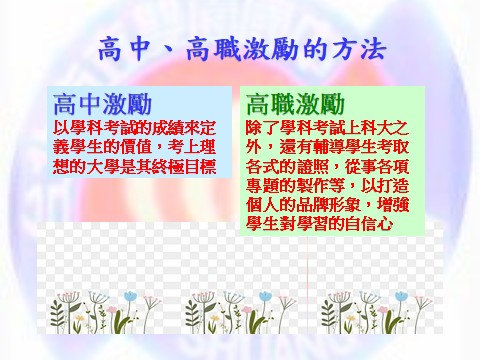 高中、高職激勵的方法
高中激勵
以學科考試的成績來定
義學生的價值，考上理
想的大學是其終極目標
高職激勵
除了學科考試上科大之
外，還有輔導學生考取
各式的證照，從事各項
專題的製作等，以打造
個人的品牌形象，增強
學生對學習的自信心